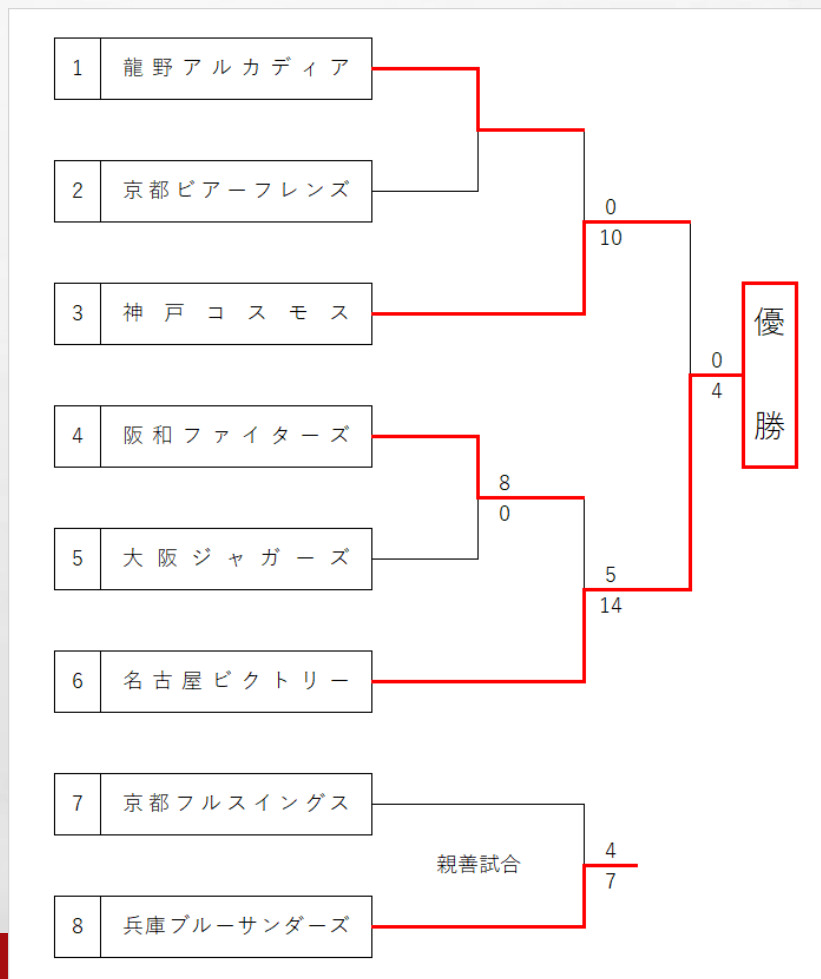 1 龍野アルカディア
2 京都ビアーフレンズ
0
10
3 神戸コスモス
優勝
0
4
4 阪和ファイターズ
8
0
5 大阪ジャガーズ
5
14
6 名古屋ビクトリー
7 京都フルスイングス
親善試合
4
7
8 兵庫ブルーサンダーズ